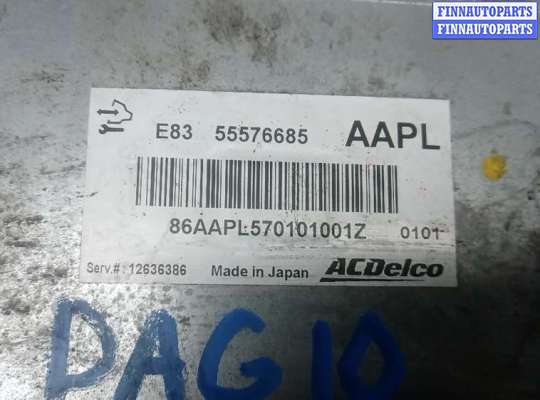 FINNAUTOPARTS
FINNAUTOPARTS
E83 55576685 AAPL
86AAPL570101001Z 0101
Serv.#: 12636386 Made in Japan ACDelco
DAG10